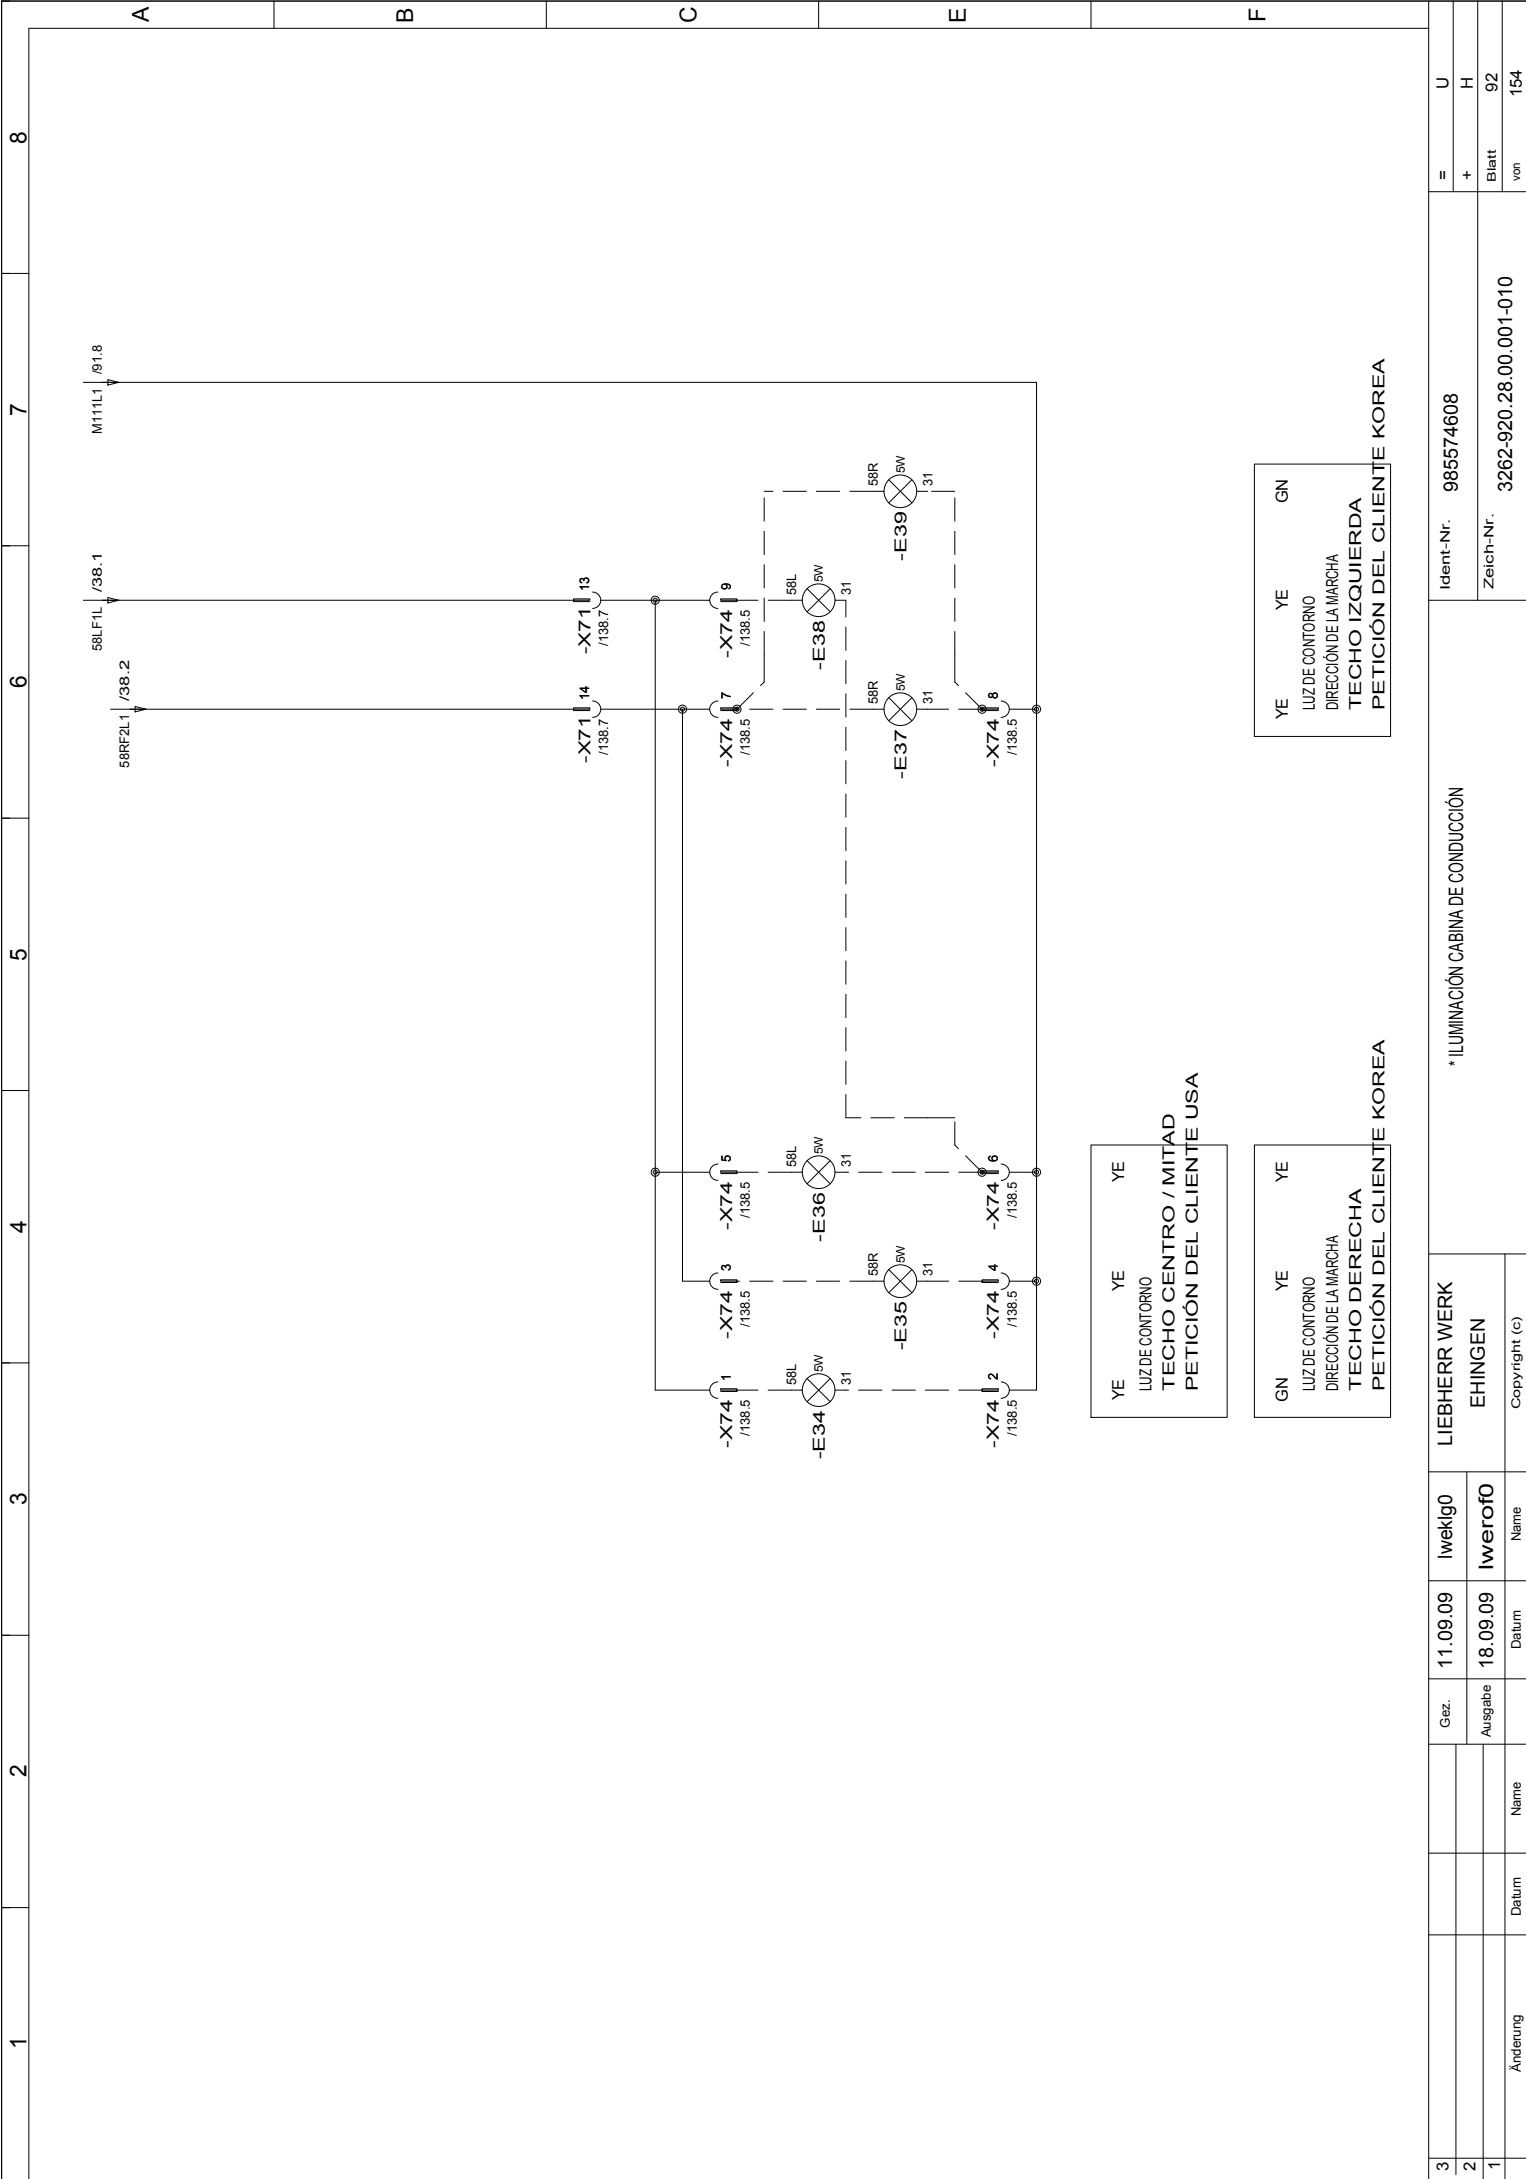 1 2 3 4 5 6 7 8
A
B
C
E
F
58RF2L1 /38.2
58LF1L /38.1
M111L1 /91.8
-X71 14
/138.7
-X71 13
/138.7
-X74 1
/138.5
-X74 3
/138.5
-X74 5
/138.5
-X74 7
/138.5
-X74 9
/138.5
58L
-E34 5W
31
58R
-E35 5W
31
58L
-E36 5W
31
58R
-E37 5W
31
58L
-E38 5W
31
58R
-E39 5W
31
-X74 2
/138.5
-X74 4
/138.5
-X74 6
/138.5
-X74 8
/138.5
YE YE YE
LUZ DE CONTORNO
TECHO CENTRO / MITAD
PETICIÓN DEL CLIENTE USA
GN YE YE
LUZ DE CONTORNO
DIRECCIÓN DE LA MARCHA
TECHO DERECHA
PETICIÓN DEL CLIENTE KOREA
YE YE GN
LUZ DE CONTORNO
DIRECCIÓN DE LA MARCHA
TECHO IZQUIERDA
PETICIÓN DEL CLIENTE KOREA
3
2
1
Änderung Datum Name
Gez. 11.09.09 lweklg0
Ausgabe 18.09.09 lwerof0
Datum Name
LIEBHERR WERK
EHINGEN
Copyright (c)
* ILUMINACIÓN CABINA DE CONDUCCIÓN
Ident-Nr. 985574608
Zeich-Nr. 3262-920.28.00.001-010
= U
+ H
Blatt 92
von 154